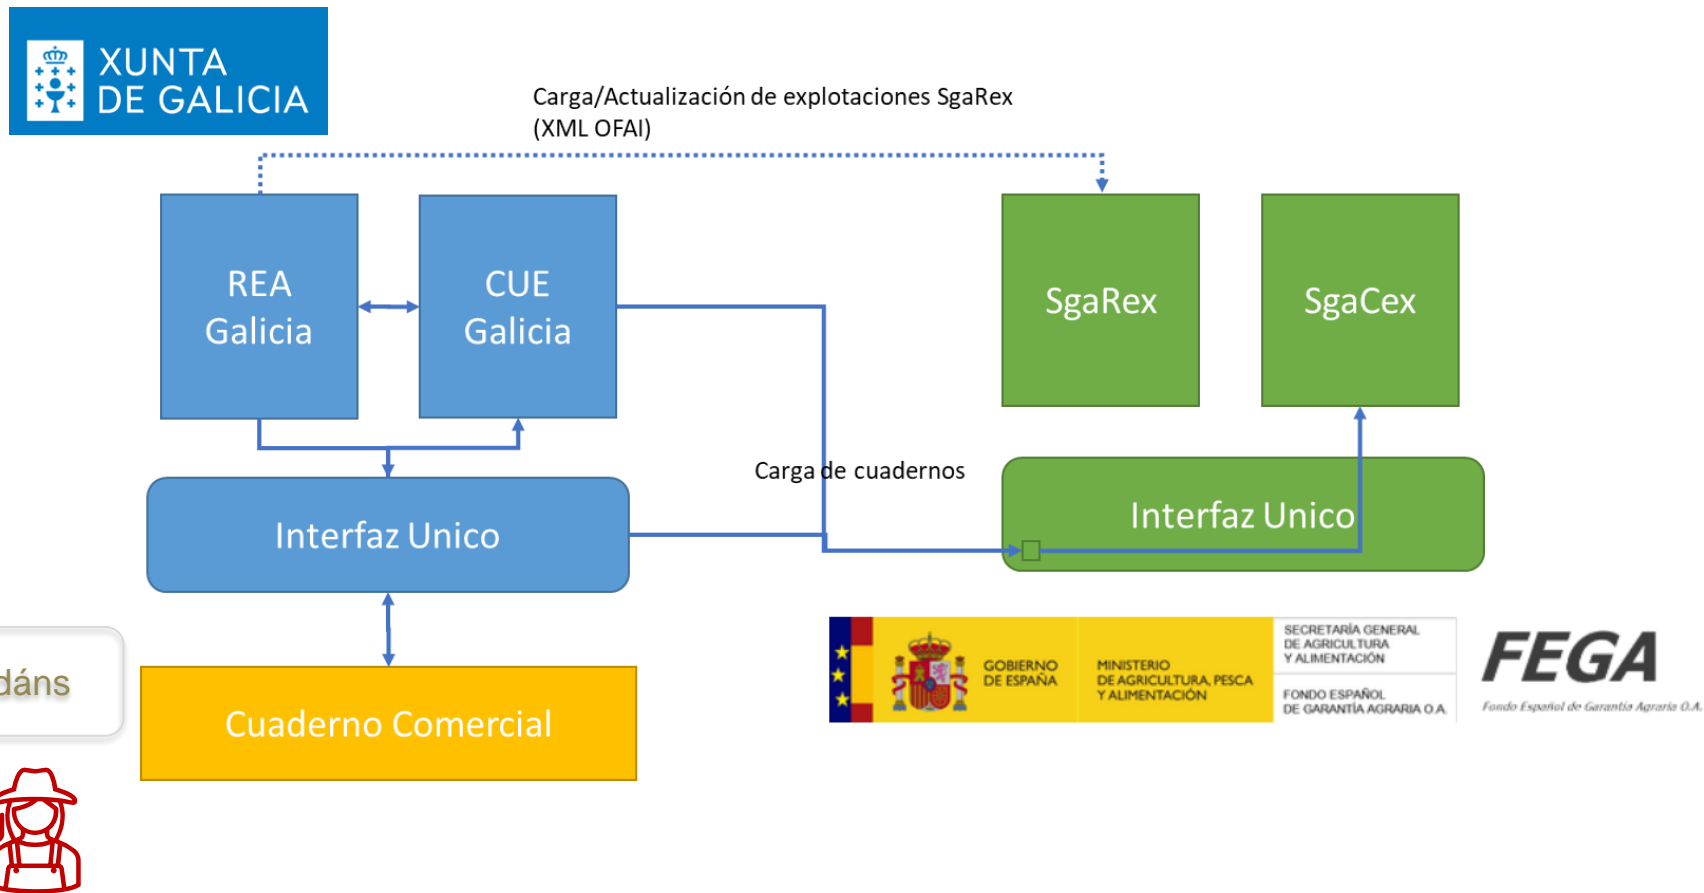 XUNTA
DE GALICIA
Carga/Actualización de explotaciones SgaRex
(XML OFAI)
REA
Galicia
CUE
Galicia
SgaRex
SgaCex
Carga de cuadernos
Interfaz Unico
Interfaz Unico
dáns
Cuaderno Comercial
GOBIERNO
DE ESPAÑA
MINISTERIO
DE AGRICULTURA, PESCA
Y ALIMENTACIÓN
SECRETARÍA GENERAL
DE AGRICULTURA
Y ALIMENTACIÓN
FONDO ESPAÑOL
DE GARANTÍA AGRARIA O.A.
FEGA
Fondo Español de Garantía Agraria O.A.